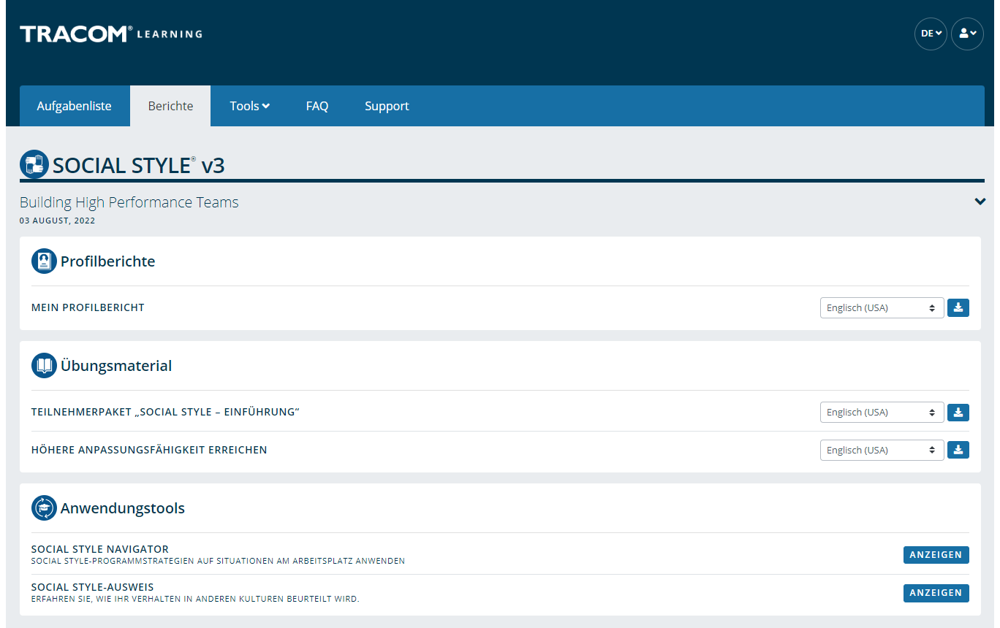 TRACOM® LEARNING
DE
Aufgabenliste
Berichte
Tools
FAQ
Support
SOCIAL STYLE® v3
Building High Performance Teams
03 AUGUST, 2022
Profilberichte
MEIN PROFILBERICHT
Englisch (USA)
Übungsmaterial
TEILNEHMERPAKET „SOCIAL STYLE – EINFÜHRUNG“
Englisch (USA)
HÖHERE ANPASSUNGSFÄHIGKEIT ERREICHEN
Englisch (USA)
Anwendungstools
SOCIAL STYLE NAVIGATOR
SOCIAL STYLE-PROGRAMMSTRATEGIEN AUF SITUATIONEN AM ARBEITSPLATZ ANWENDEN
ANZEIGEN
SOCIAL STYLE-AUSWEIS
ERFAHREN SIE, WIE IHR VERHALTEN IN ANDEREN KULTUREN BEURTEILT WIRD.
ANZEIGEN